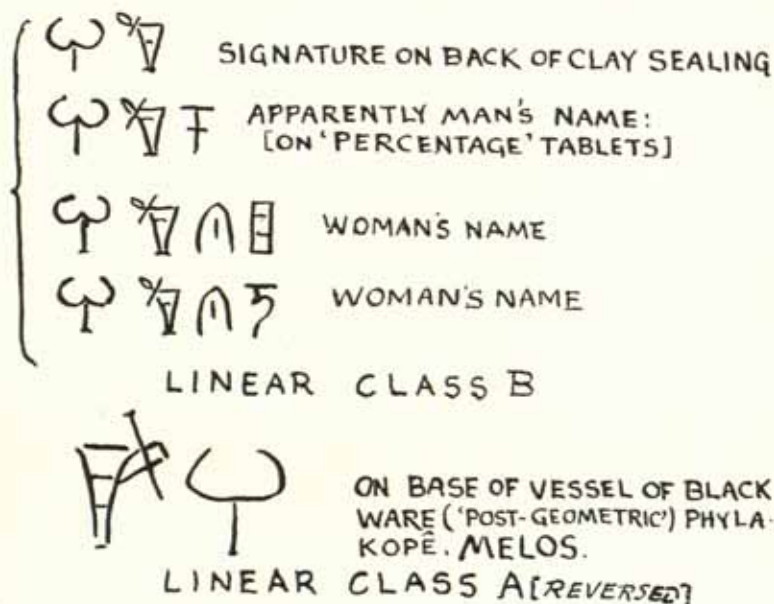 SIGNATURE ON BACK OF CLAY SEALING
APPARENTLY MAN'S NAME:
[ON 'PERCENTAGE' TABLETS]
WOMAN'S NAME
WOMAN'S NAME
LINEAR CLASS B
ON BASE OF VESSEL OF BLACK
WARE ('POST-GEOMETRIC') PHYLA-
KOPÊ. MELOS.
LINEAR CLASS A [REVERSED]